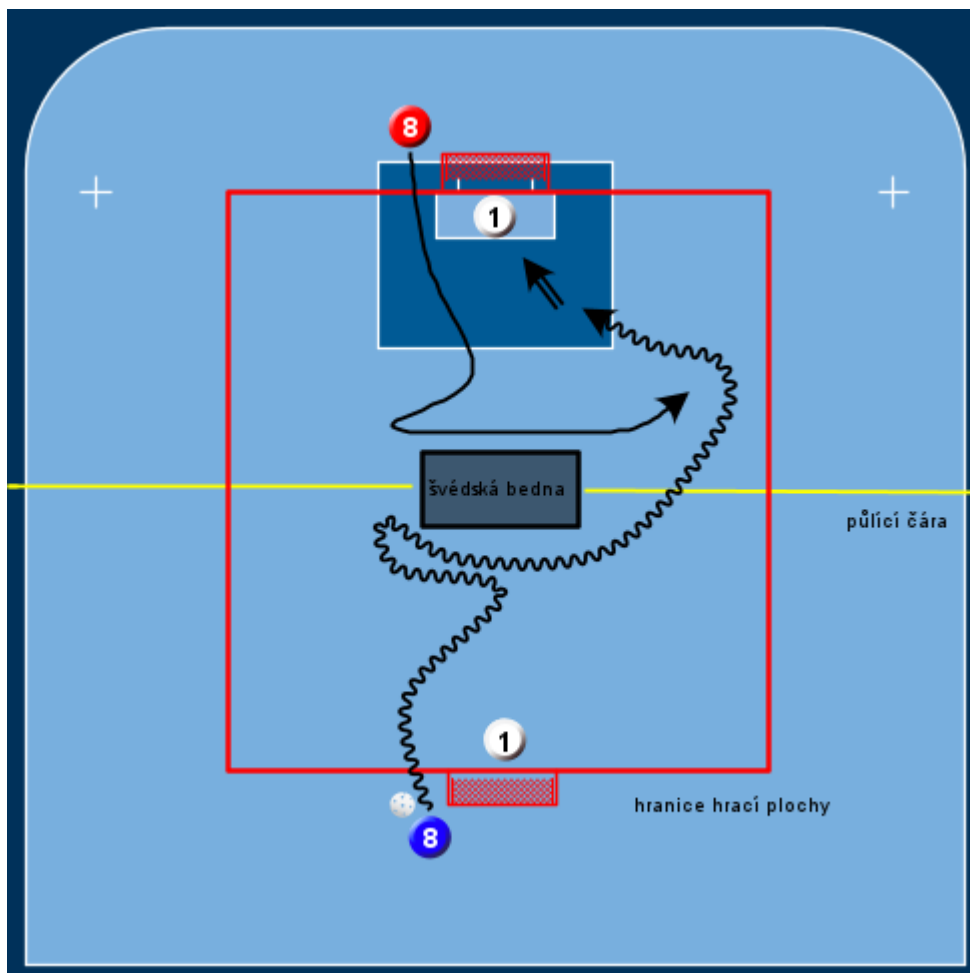 8
1
švédská bedna
půlící čára
1
hranice hrací plochy
8